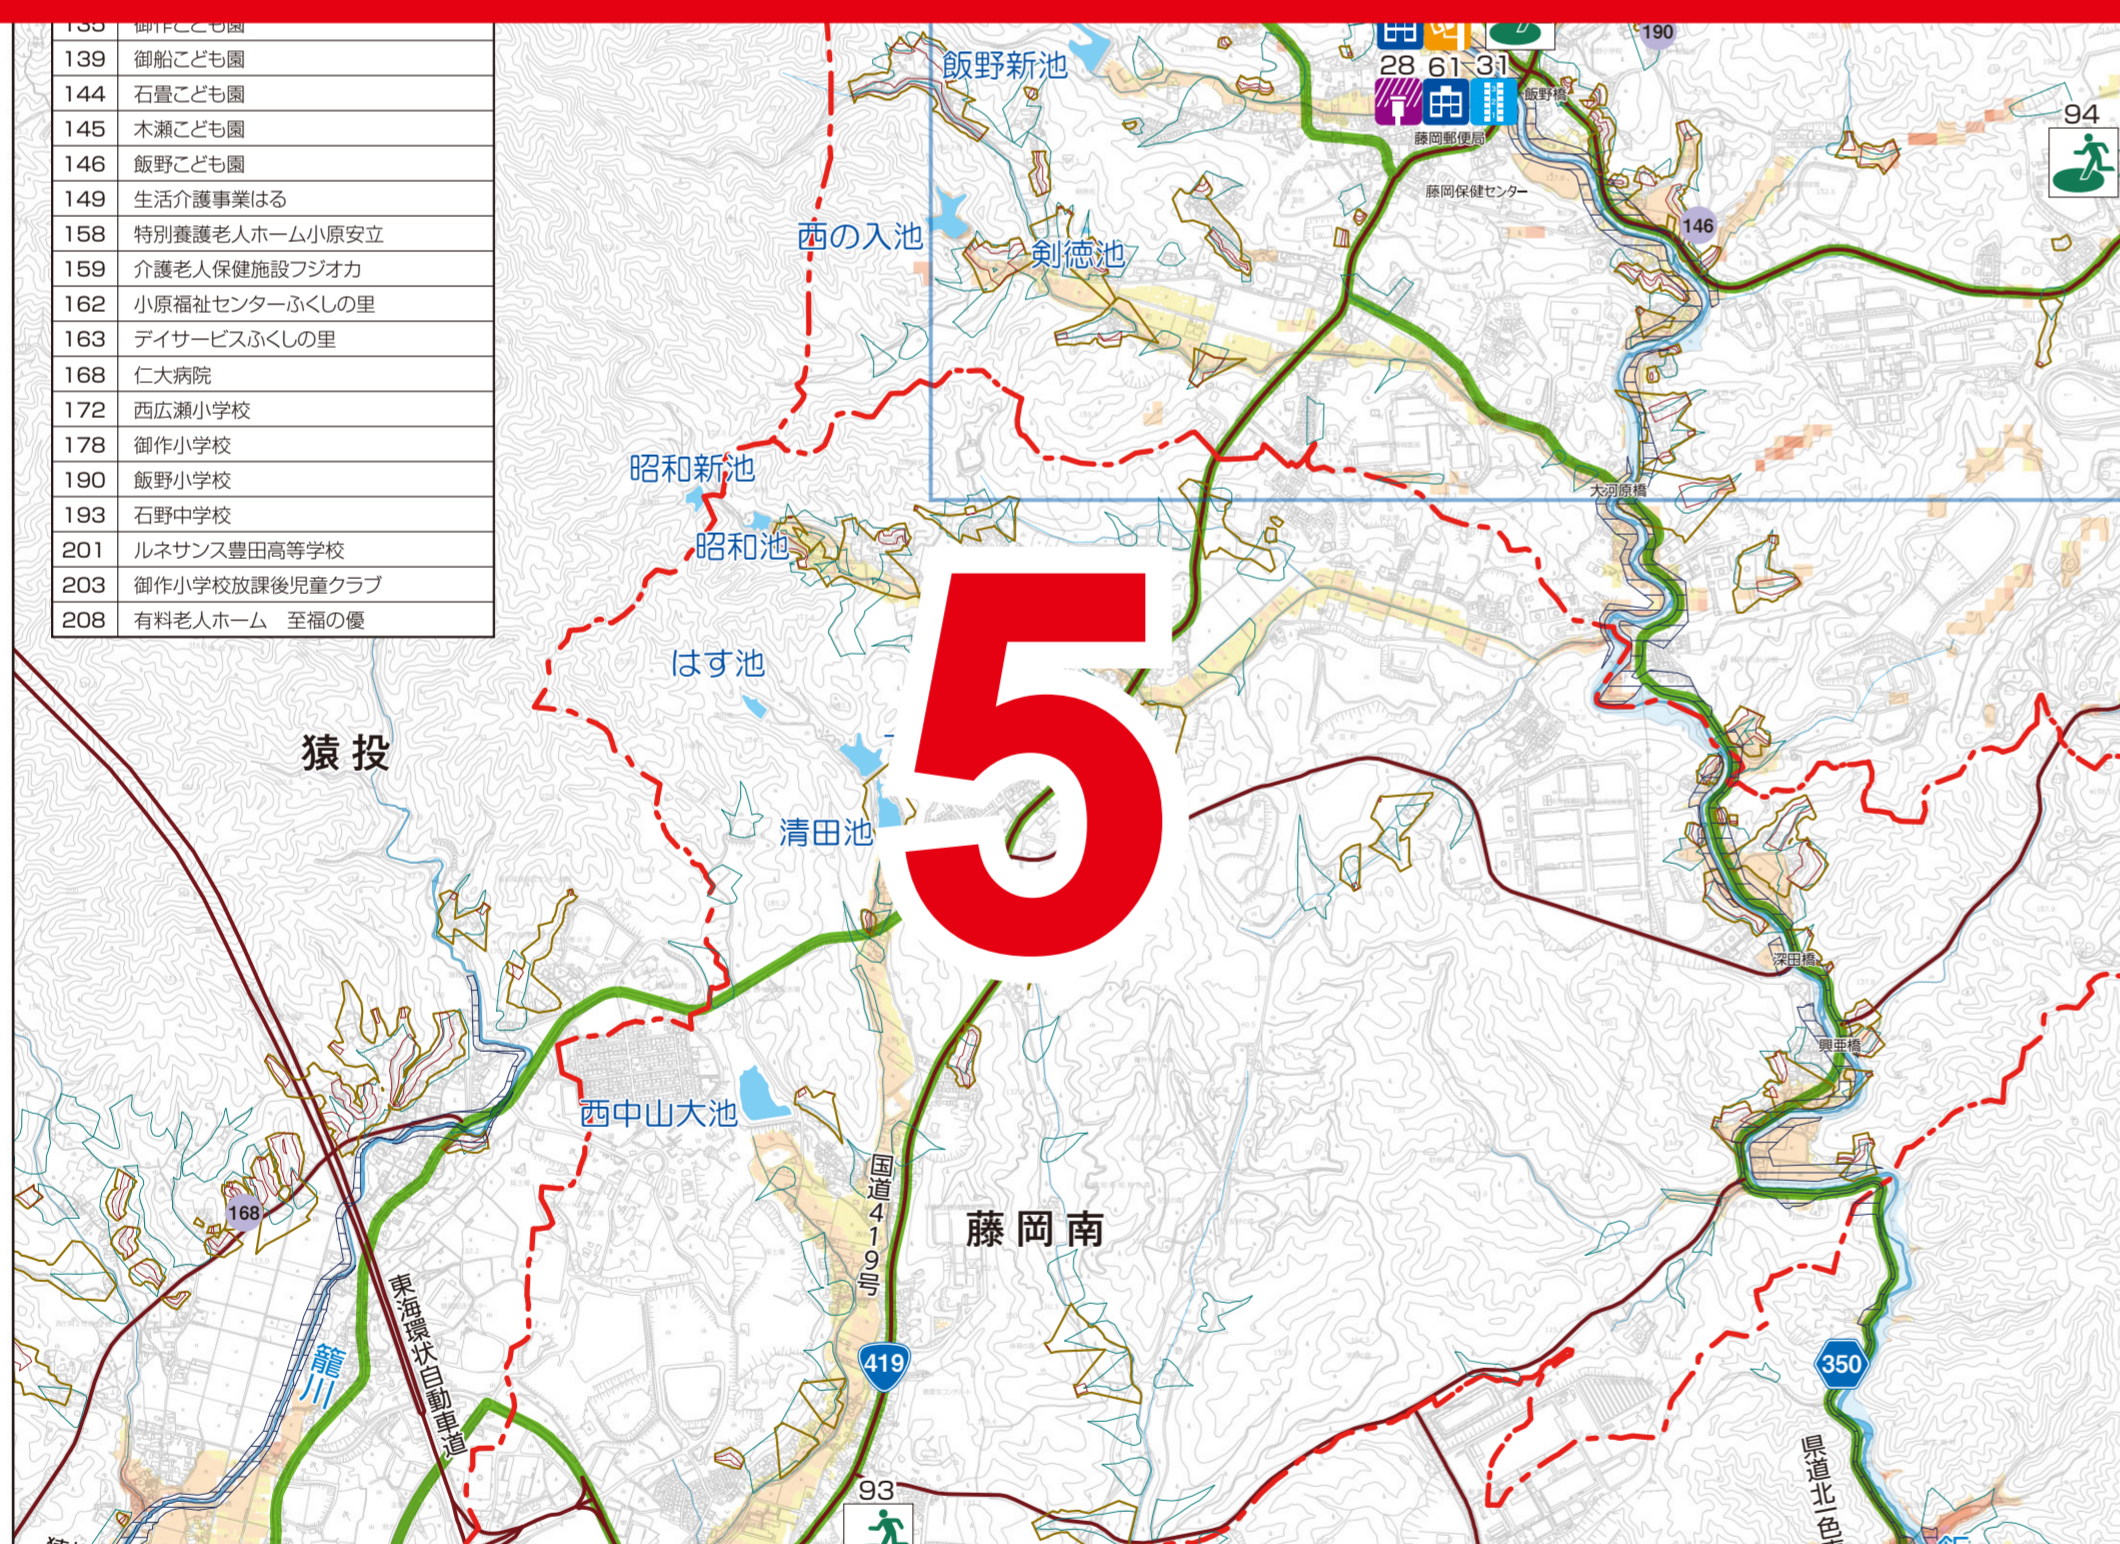 139 御船こども園
144 石畳こども園
145 木瀬こども園
146 飯野こども園
149 生活介護事業はる
158 特別養護老人ホーム小原安立
159 介護老人保健施設フジオカ
162 小原福祉センターふくしの里
163 デイサービスふくしの里
168 仁大病院
172 西広瀬小学校
178 御作小学校
190 飯野小学校
193 石野中学校
201 ルネサンス豊田高等学校
203 御作小学校放課後児童クラブ
208 有料老人ホーム 至福の優
飯野新池
190
28 61 31
飯野橋
94
藤岡郵便局
藤岡保健センター
146
西の入池
剣徳池
昭和新池
大河原橋
昭和池
はす池
5
猿投
清田池
深田橋
興亜橋
西中山大池
国道419号
168
藤岡南
東海環状自動車道
籠川
419
350
県道北一色
93